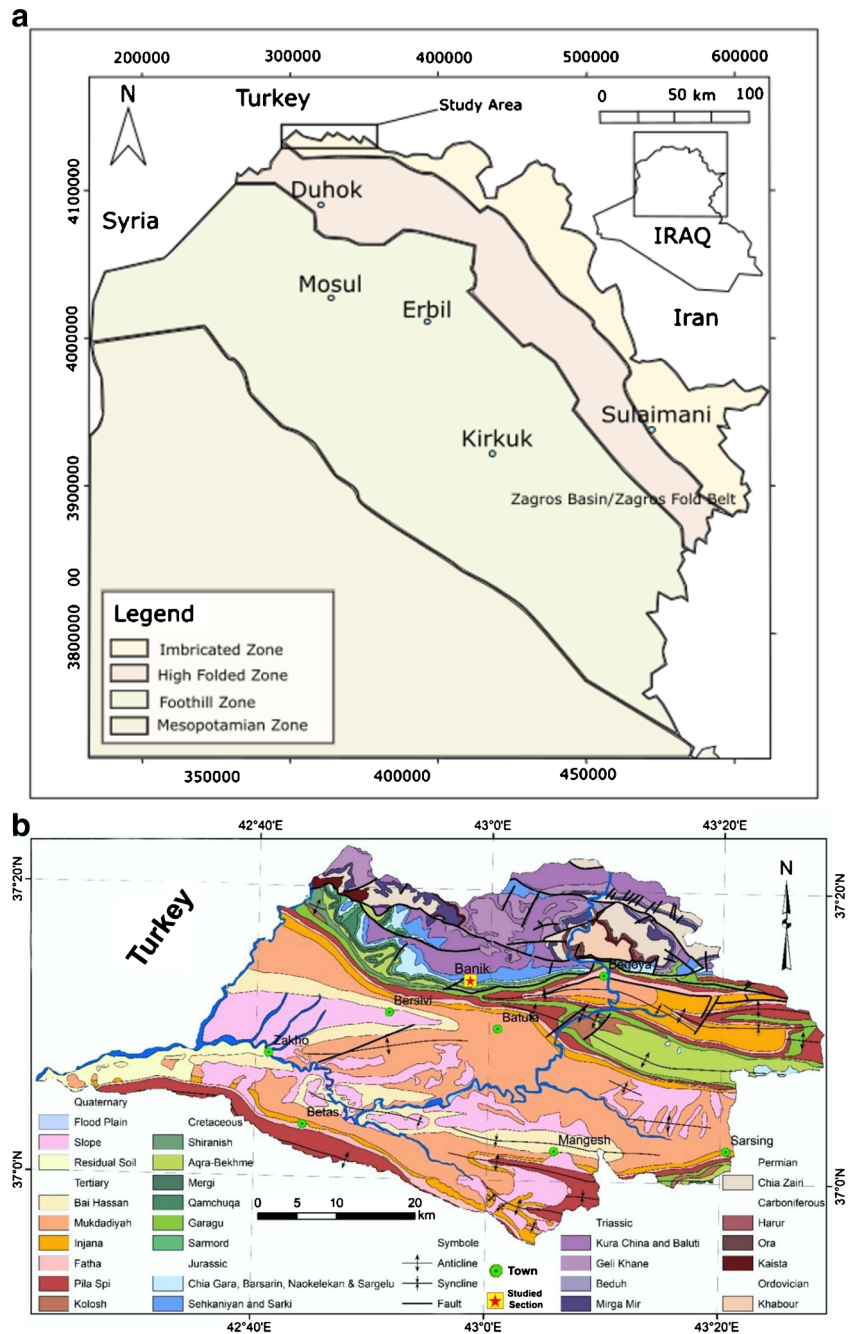 a
200000 300000 400000 500000 600000
N
Turkey
Study Area
0 50 km 100
4100000
Duhok
Syria
IRAQ
Mosul
Erbil
Iran
4000000
Sulaimani
Kirkuk
3900000
Zagros Basin/Zagros Fold Belt
00
3800000
Legend
Imbricated Zone
High Folded Zone
Foothill Zone
Mesopotamian Zone
350000 400000 450000
b
42°40'E 43°0'E 43°20'E
37°20'N
37°20'N
N
Turkey
Banik
Begoya
Bersivi
Batufa
Zakho
Betas
Mangesh
Sarsing
37°0'N
37°0'N
Quaternary
Flood Plain
Slope
Residual Soil
Tertiary
Bai Hassan
Mukdadiyah
Injana
Fatha
Pila Spi
Kolosh
Cretaceous
Shiranish
Aqra-Bekhme
Mergi
Qamchuqa
Garagu
Sarmord
Jurassic
Chia Gara, Barsarin, Naokelekan & Sargelu
Sehkaniyan and Sarki
0 5 10 20
km
Symbole
Anticline
Syncline
Fault
Town
Studied
Section
Triassic
Kura China and Baluti
Geli Khane
Beduh
Mirga Mir
Permian
Chia Zairi
Carboniferous
Harur
Ora
Kaista
Ordovician
Khabour
42°40'E 43°0'E 43°20'E